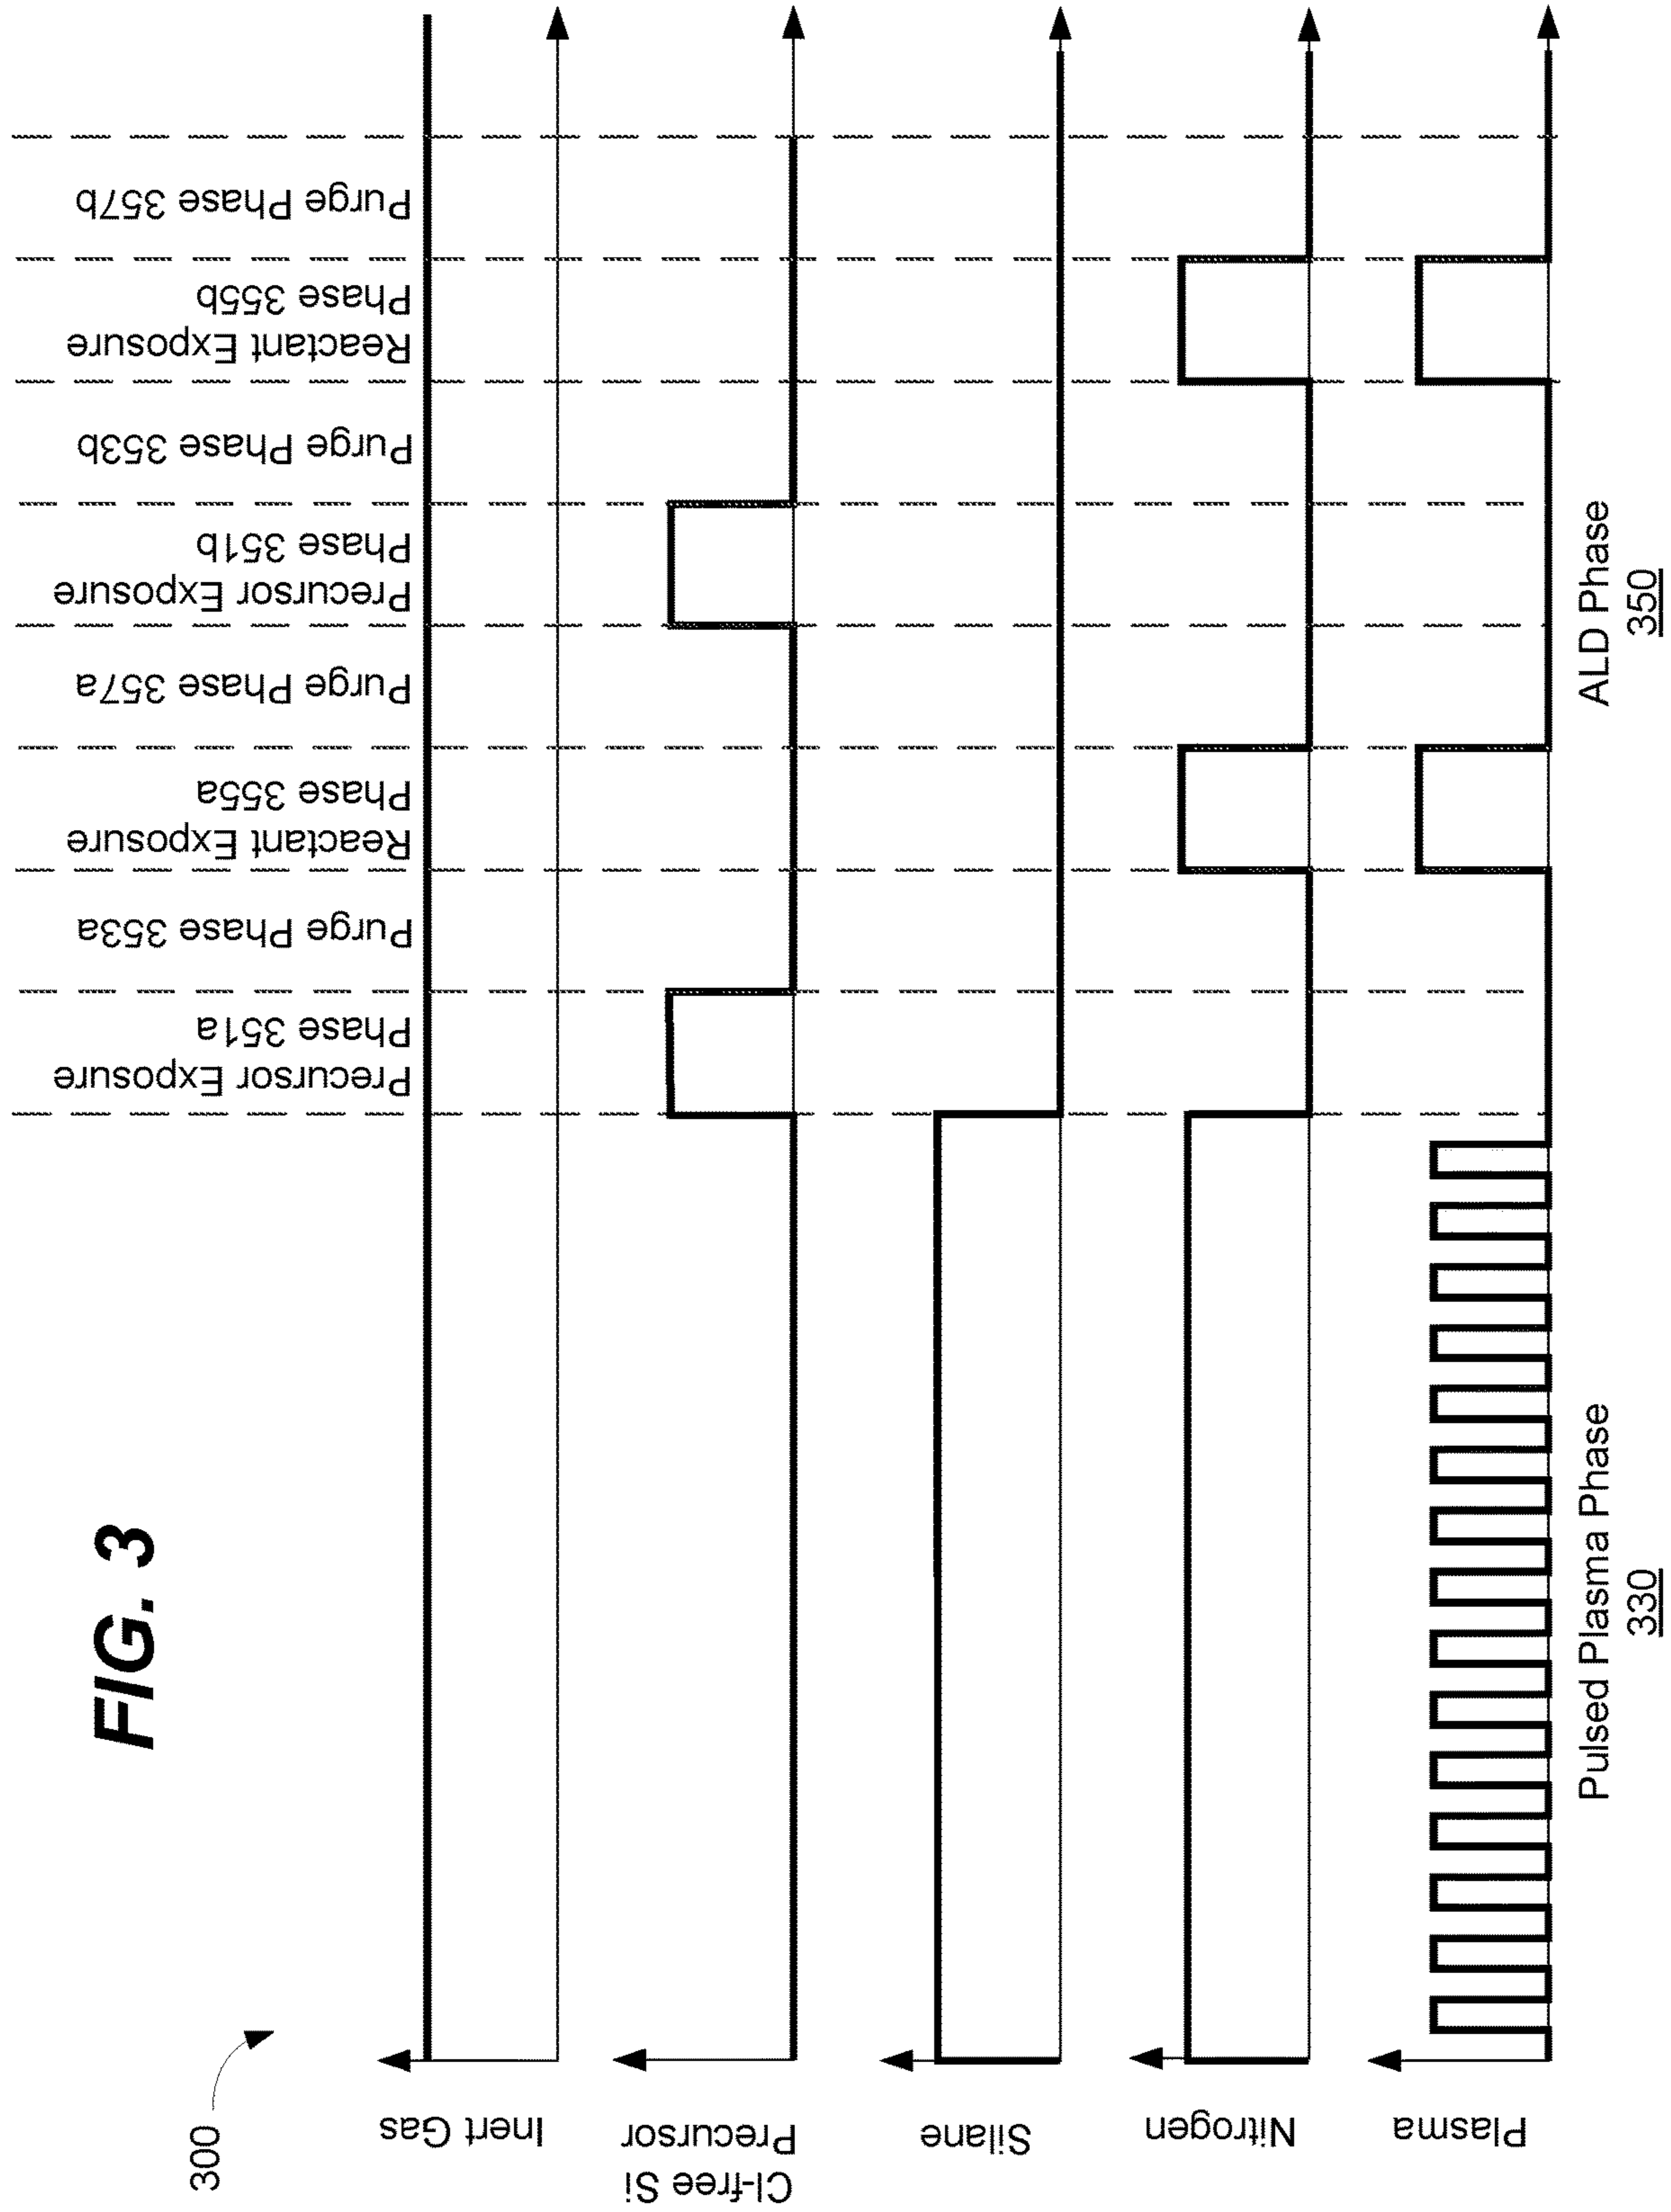 FIG. 3
300
Precursor Exposure
Phase 351a
Purge Phase 353a
Reactant Exposure
Phase 355a
Purge Phase 357a
Precursor Exposure
Phase 351b
Purge Phase 353b
Reactant Exposure
Phase 355b
Purge Phase 357b
Inert Gas
Cl-free Si
Precursor
Silane
Nitrogen
Plasma
Pulsed Plasma Phase
330
ALD Phase
350